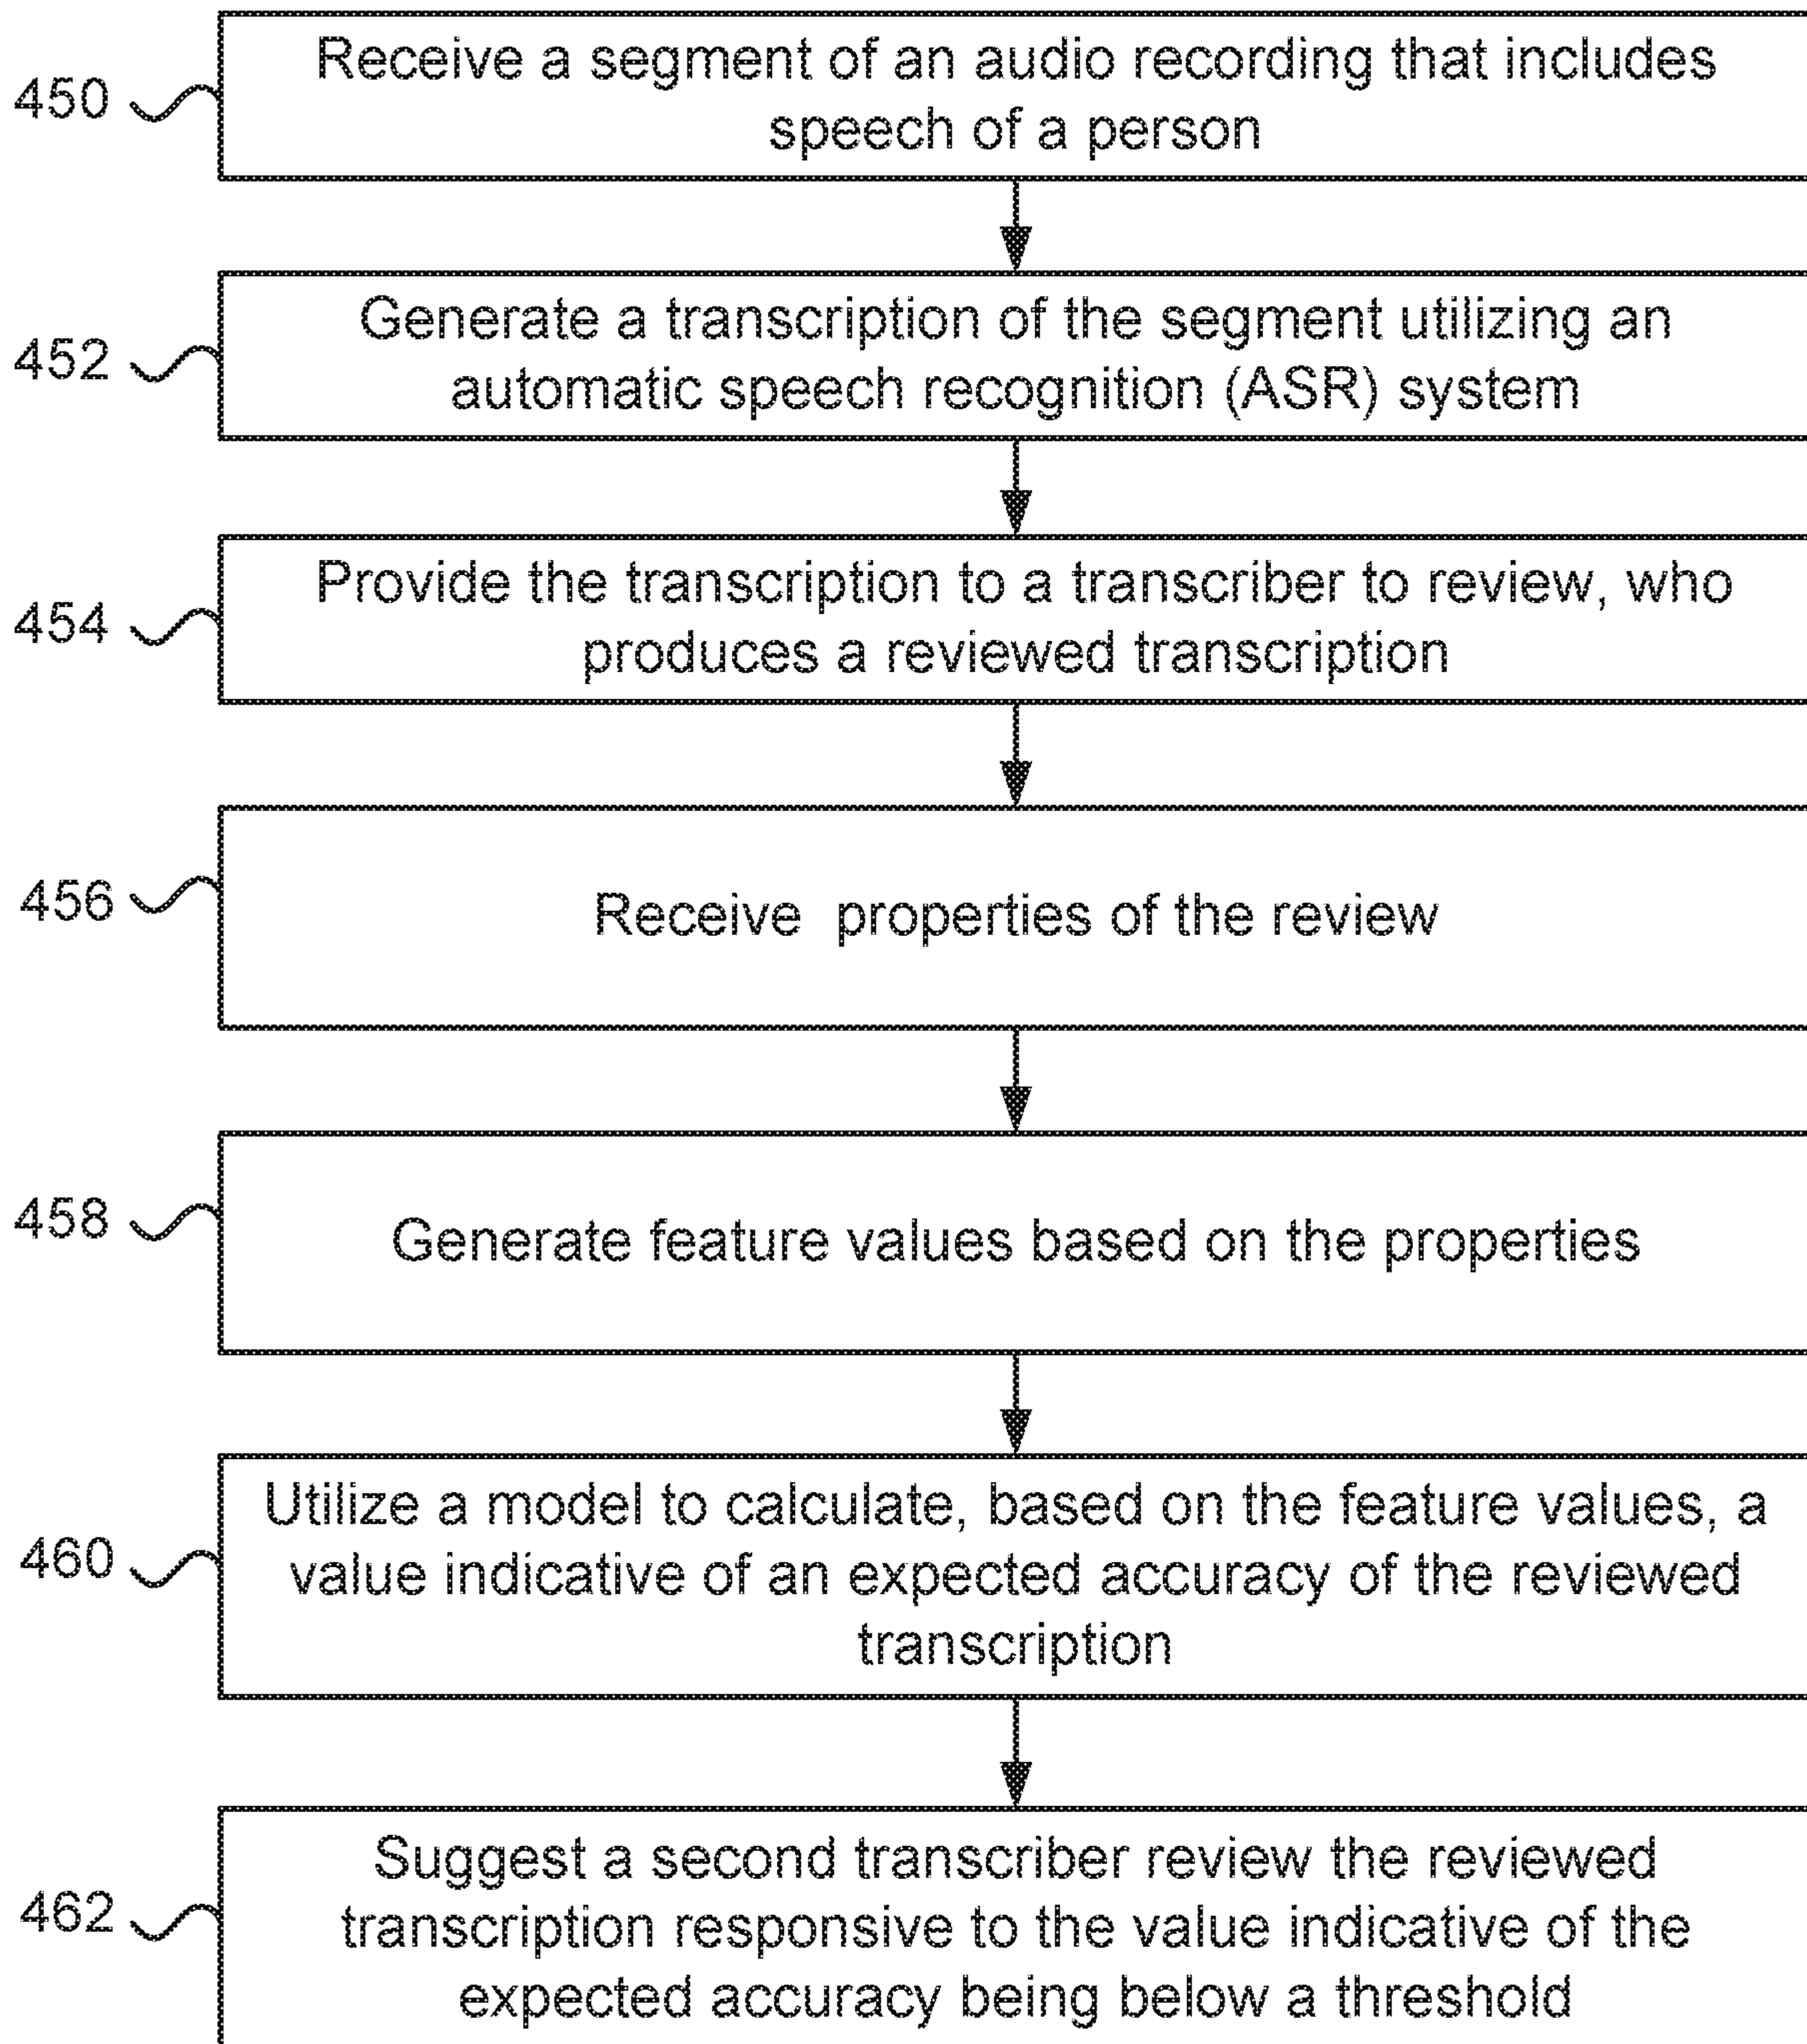 Receive a segment of an audio recording that includes
450
speech of a person
Generate a transcription of the segment utilizing an
452
automatic speech recognition (ASR) system
Provide the transcription to a transcriber to review, who
454
produces a reviewed transcription
456
Receive properties of the review
458
Generate feature values based on the properties
Utilize a model to calculate, based on the feature values, a
460
value indicative of an expected accuracy of the reviewed
transcription
Suggest a second transcriber review the reviewed
462
transcription responsive to the value indicative of the
expected accuracy being below a threshold